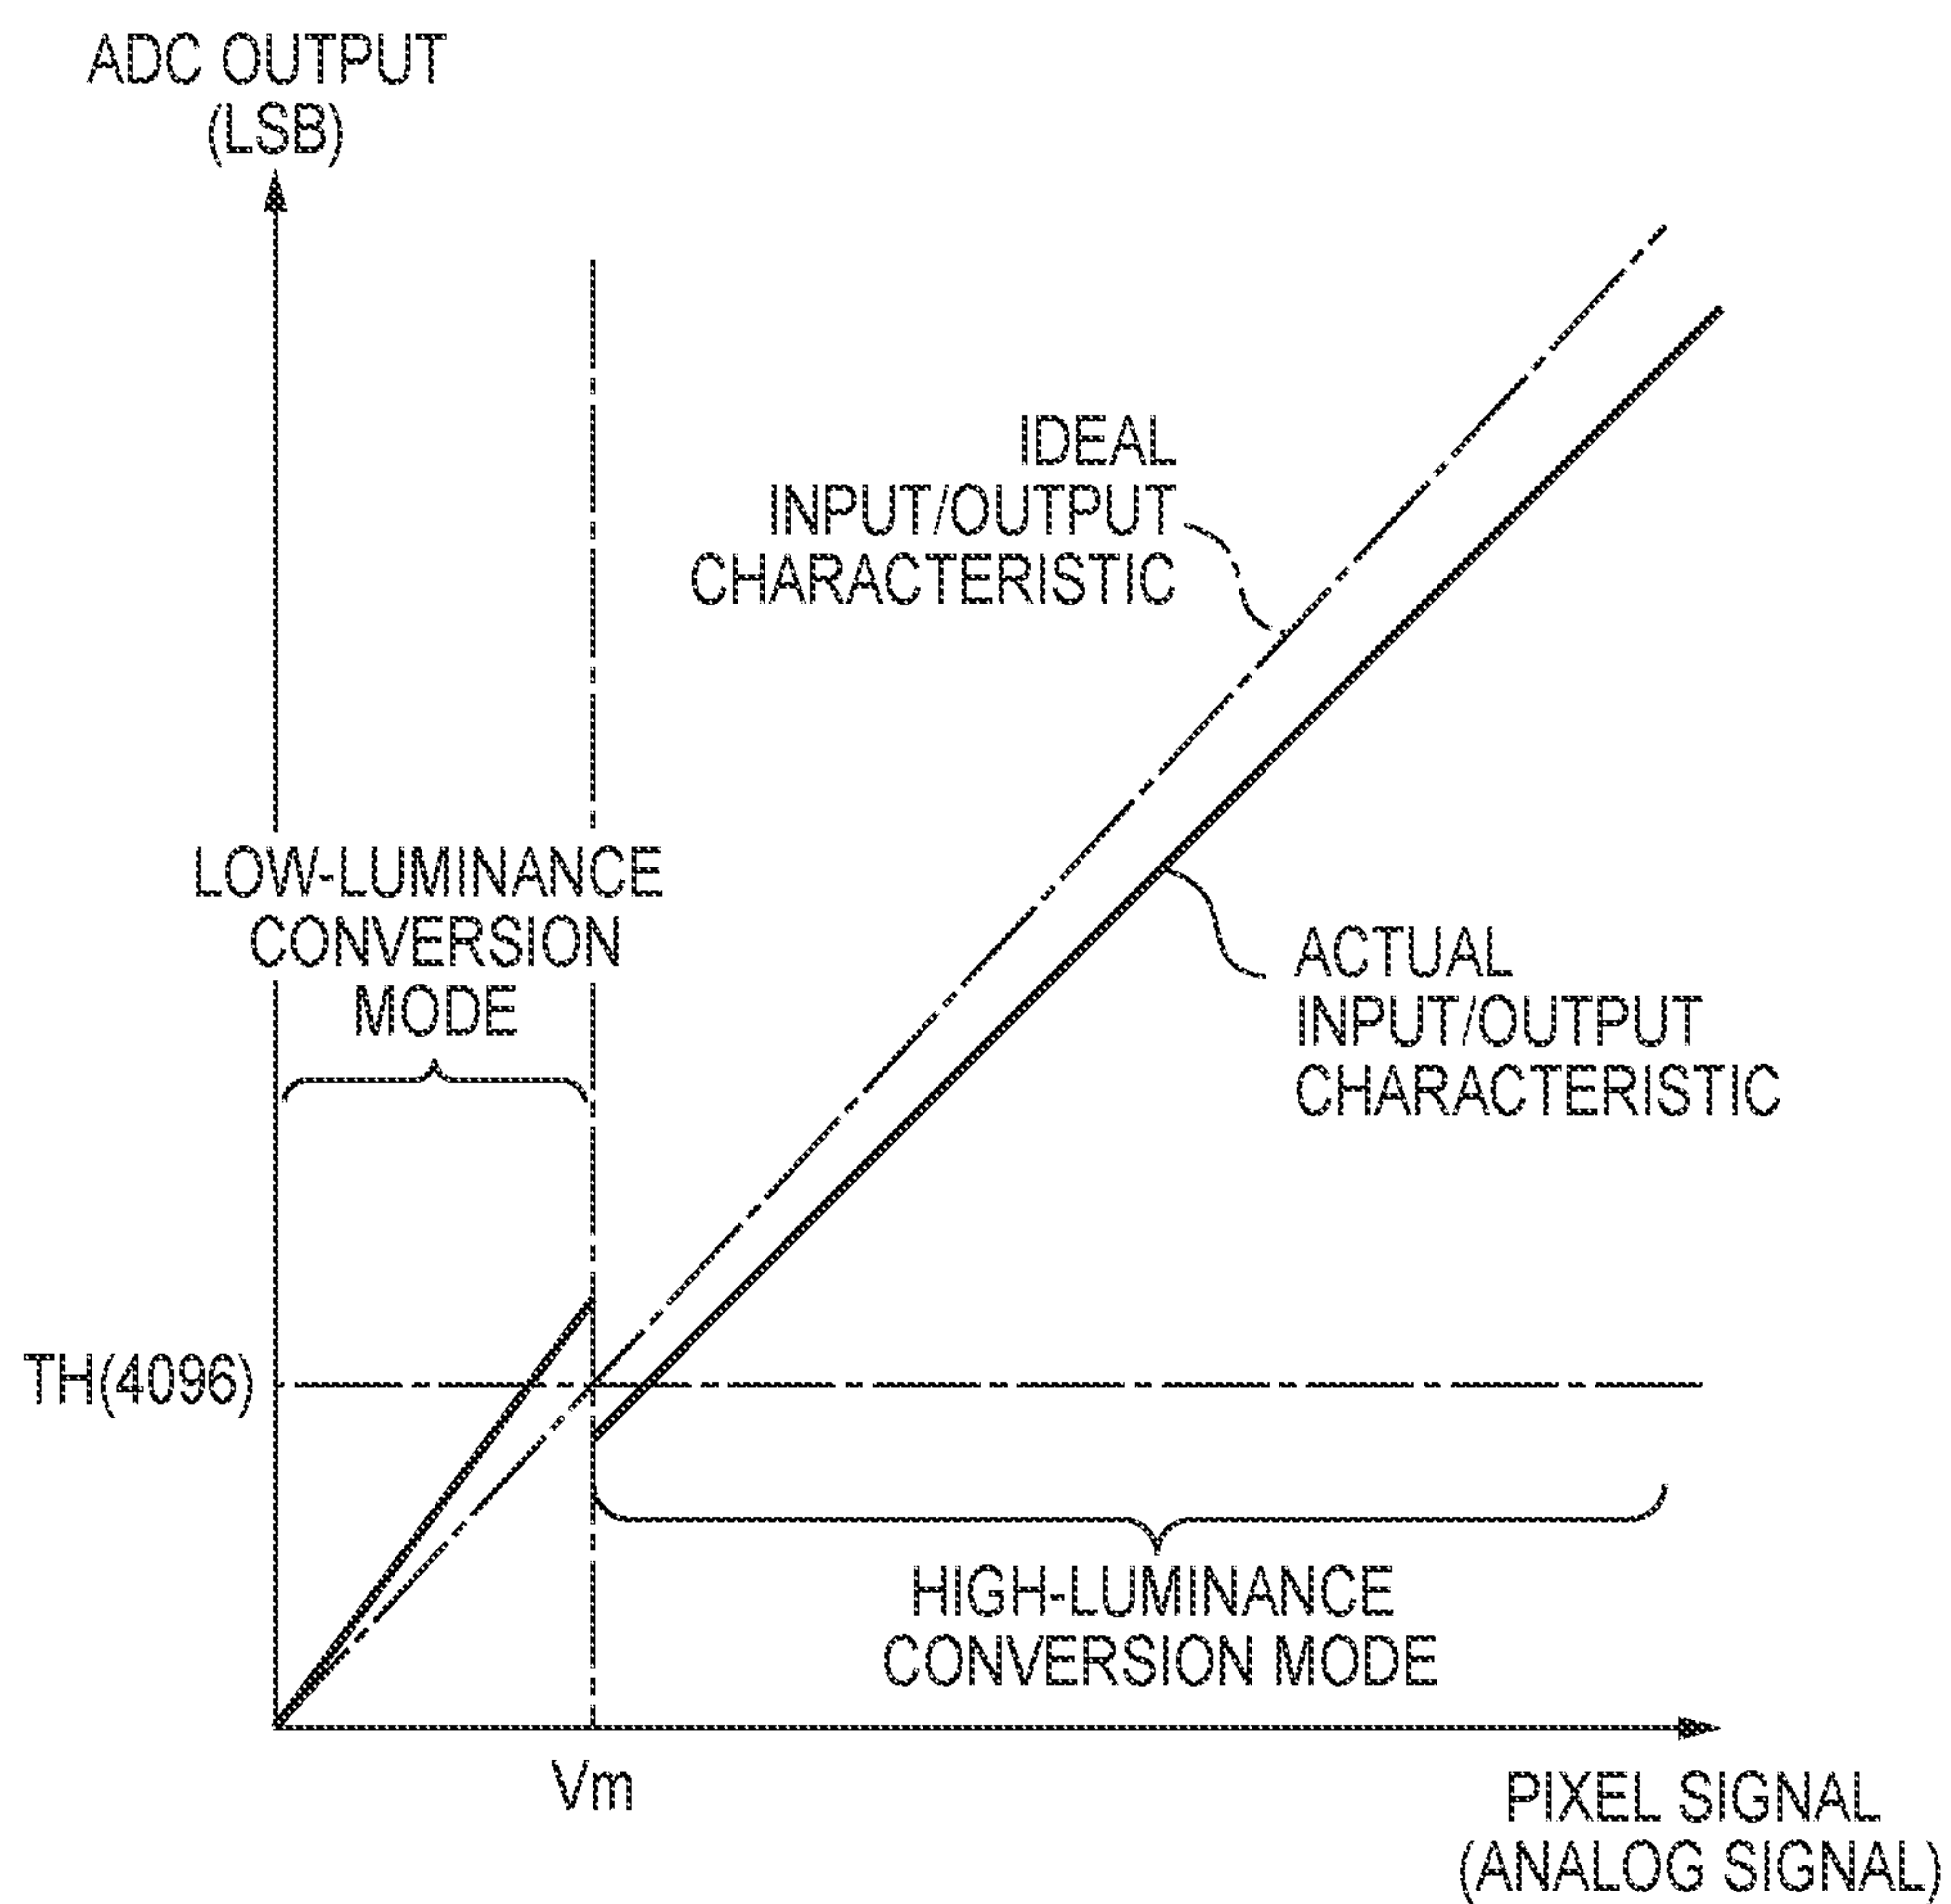 ADC OUTPUT
(LSB)
IDEAL
INPUT/OUTPUT
CHARACTERISTIC
LOW-LUMINANCE
CONVERSION
MODE
ACTUAL
INPUT/OUTPUT
CHARACTERISTIC
TH(4096)
HIGH-LUMINANCE
CONVERSION MODE
Vm
PIXEL SIGNAL
(ANALOG SIGNAL)